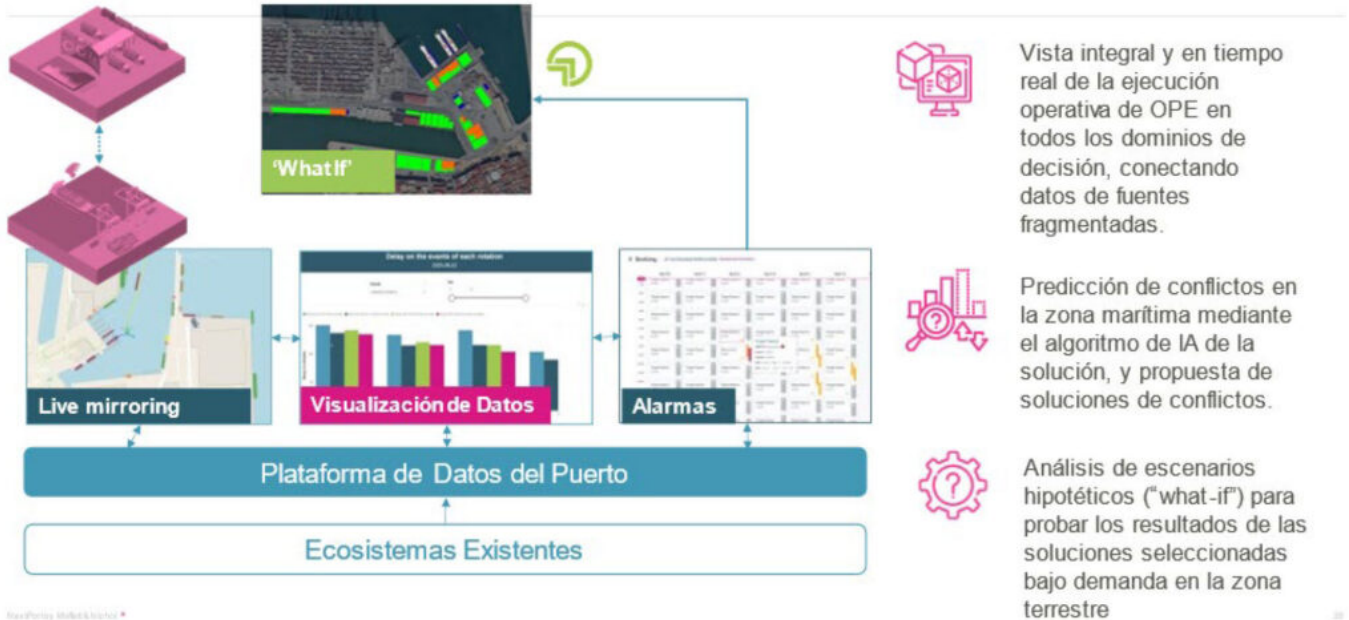 'What If'
Delay on the events of each rotation
Live mirroring
Visualización de Datos
Alarmas
Plataforma de Datos del Puerto
Ecosistemas Existentes
Vista integral y en tiempo
real de la ejecución
operativa de OPE en
todos los dominios de
decisión, conectando
datos de fuentes
fragmentadas.
Predicción de conflictos en
la zona marítima mediante
el algoritmo de IA de la
solución, y propuesta de
soluciones de conflictos.
Análisis de escenarios
hipotéticos ("what-if") para
probar los resultados de las
soluciones seleccionadas
bajo demanda en la zona
terrestre